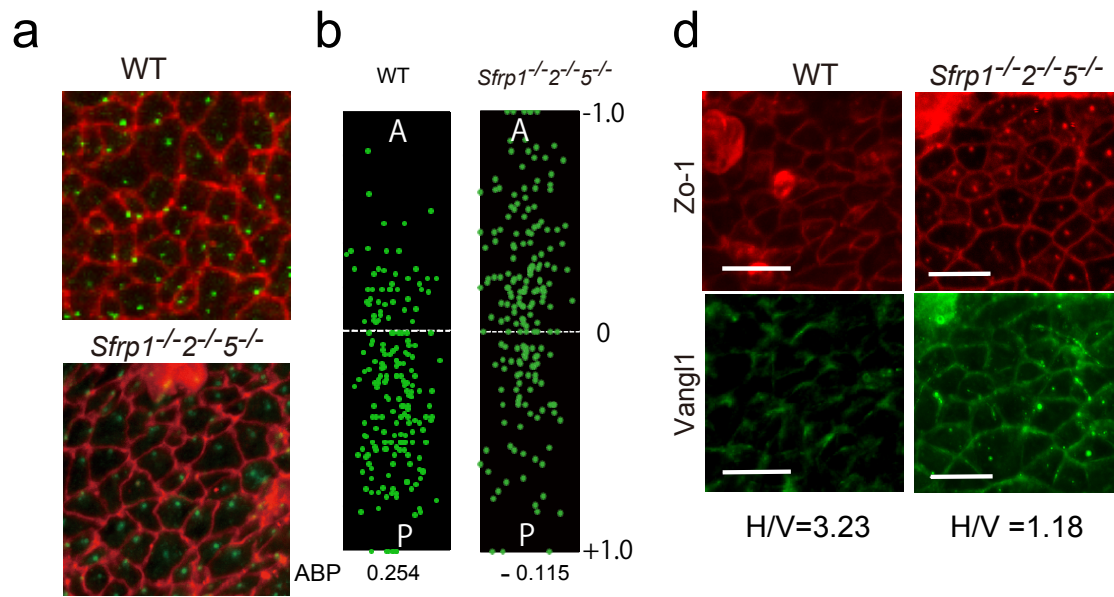 a
WT
Sfrp1-/-2-/-5-/-
b
WT
Sfrp1-/-2-/-5-/-
A
A
-1.0
0
P
P
+1.0
ABP
0.254
- 0.115
d
WT
Sfrp1-/-2-/-5-/-
Zo-1
Vangl1
H/V=3.23
H/V =1.18